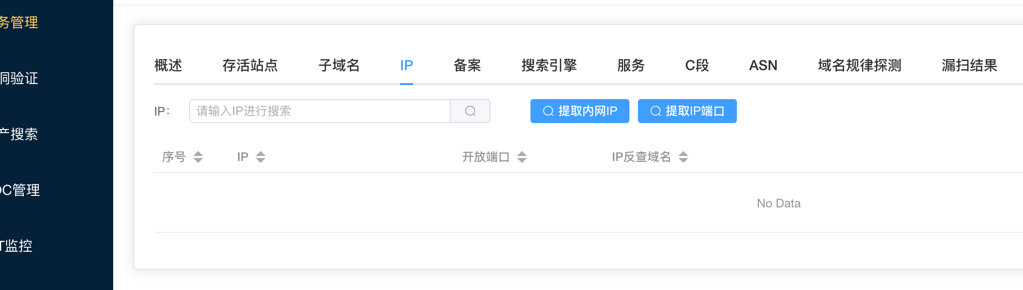 务管理
洞验证
产搜索
OC管理
T监控
概述 存活站点 子域名 IP 备案 搜索引擎 服务 C段 ASN 域名规律探测 漏扫结果
IP: 请输入IP进行搜索 提取内网IP 提取IP端口
序号 IP 开放端口 IP反查域名
No Data